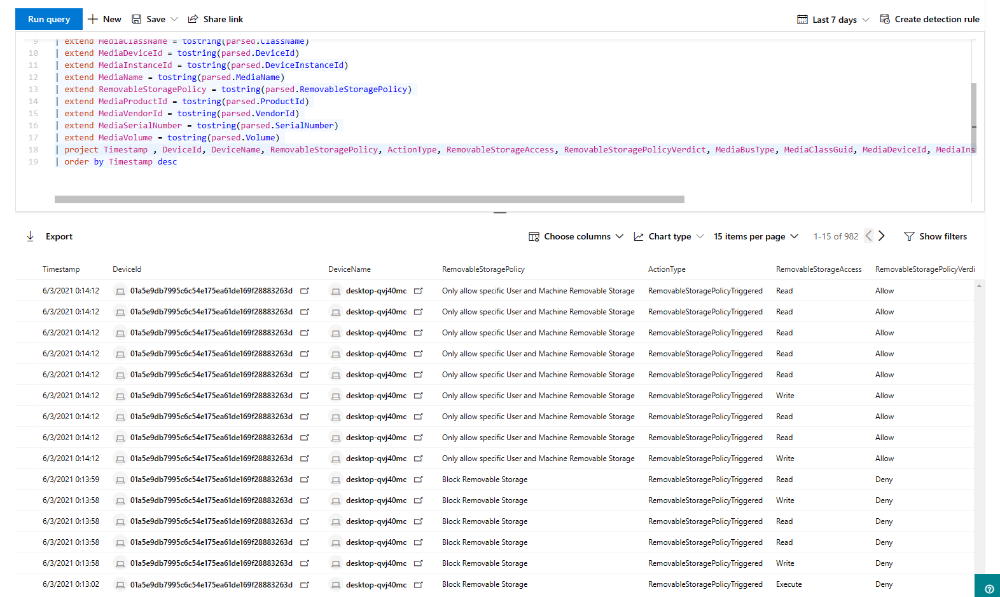 Run query New Save Share link Last 7 days Create detection rule
9 | extend MediaClassName = tostring(parsed.ClassName)
10 | extend MediaDeviceId = tostring(parsed.DeviceId)
11 | extend MediaInstanceId = tostring(parsed.DeviceInstanceId)
12 | extend MediaName = tostring(parsed.MediaName)
13 | extend RemovableStoragePolicy = tostring(parsed.RemovableStoragePolicy)
14 | extend MediaProductId = tostring(parsed.ProductId)
15 | extend MediaVendorId = tostring(parsed.VendorId)
16 | extend MediaSerialNumber = tostring(parsed.SerialNumber)
17 | extend MediaVolume = tostring(parsed.Volume)
18 | project Timestamp , DeviceId, DeviceName, RemovableStoragePolicy, ActionType, RemovableStorageAccess, RemovableStoragePolicyVerdict, MediaBusType, MediaClassGuid, MediaDeviceId, MediaIns
19 | order by Timestamp desc
Export Choose columns Chart type 15 items per page 1-15 of 982 Show filters
Timestamp DeviceId DeviceName RemovableStoragePolicy ActionType RemovableStorageAccess RemovableStoragePolicyVerdi
6/3/2021 0:14:12 01a5e9db7995c6c54e175ea61de169f28883263d desktop-qvj40mc Only allow specific User and Machine Removable Storage RemovableStoragePolicyTriggered Read Allow
6/3/2021 0:14:12 01a5e9db7995c6c54e175ea61de169f28883263d desktop-qvj40mc Only allow specific User and Machine Removable Storage RemovableStoragePolicyTriggered Read Allow
6/3/2021 0:14:12 01a5e9db7995c6c54e175ea61de169f28883263d desktop-qvj40mc Only allow specific User and Machine Removable Storage RemovableStoragePolicyTriggered Read Allow
6/3/2021 0:14:12 01a5e9db7995c6c54e175ea61de169f28883263d desktop-qvj40mc Only allow specific User and Machine Removable Storage RemovableStoragePolicyTriggered Read Allow
6/3/2021 0:14:12 01a5e9db7995c6c54e175ea61de169f28883263d desktop-qvj40mc Only allow specific User and Machine Removable Storage RemovableStoragePolicyTriggered Read Allow
6/3/2021 0:14:12 01a5e9db7995c6c54e175ea61de169f28883263d desktop-qvj40mc Only allow specific User and Machine Removable Storage RemovableStoragePolicyTriggered Write Allow
6/3/2021 0:14:12 01a5e9db7995c6c54e175ea61de169f28883263d desktop-qvj40mc Only allow specific User and Machine Removable Storage RemovableStoragePolicyTriggered Read Allow
6/3/2021 0:14:12 01a5e9db7995c6c54e175ea61de169f28883263d desktop-qvj40mc Only allow specific User and Machine Removable Storage RemovableStoragePolicyTriggered Read Allow
6/3/2021 0:14:12 01a5e9db7995c6c54e175ea61de169f28883263d desktop-qvj40mc Only allow specific User and Machine Removable Storage RemovableStoragePolicyTriggered Write Allow
6/3/2021 0:13:59 01a5e9db7995c6c54e175ea61de169f28883263d desktop-qvj40mc Block Removable Storage RemovableStoragePolicyTriggered Read Deny
6/3/2021 0:13:58 01a5e9db7995c6c54e175ea61de169f28883263d desktop-qvj40mc Block Removable Storage RemovableStoragePolicyTriggered Write Deny
6/3/2021 0:13:58 01a5e9db7995c6c54e175ea61de169f28883263d desktop-qvj40mc Block Removable Storage RemovableStoragePolicyTriggered Read Deny
6/3/2021 0:13:58 01a5e9db7995c6c54e175ea61de169f28883263d desktop-qvj40mc Block Removable Storage RemovableStoragePolicyTriggered Read Deny
6/3/2021 0:13:58 01a5e9db7995c6c54e175ea61de169f28883263d desktop-qvj40mc Block Removable Storage RemovableStoragePolicyTriggered Write Deny
6/3/2021 0:13:02 01a5e9db7995c6c54e175ea61de169f28883263d desktop-qvj40mc Block Removable Storage RemovableStoragePolicyTriggered Execute Deny